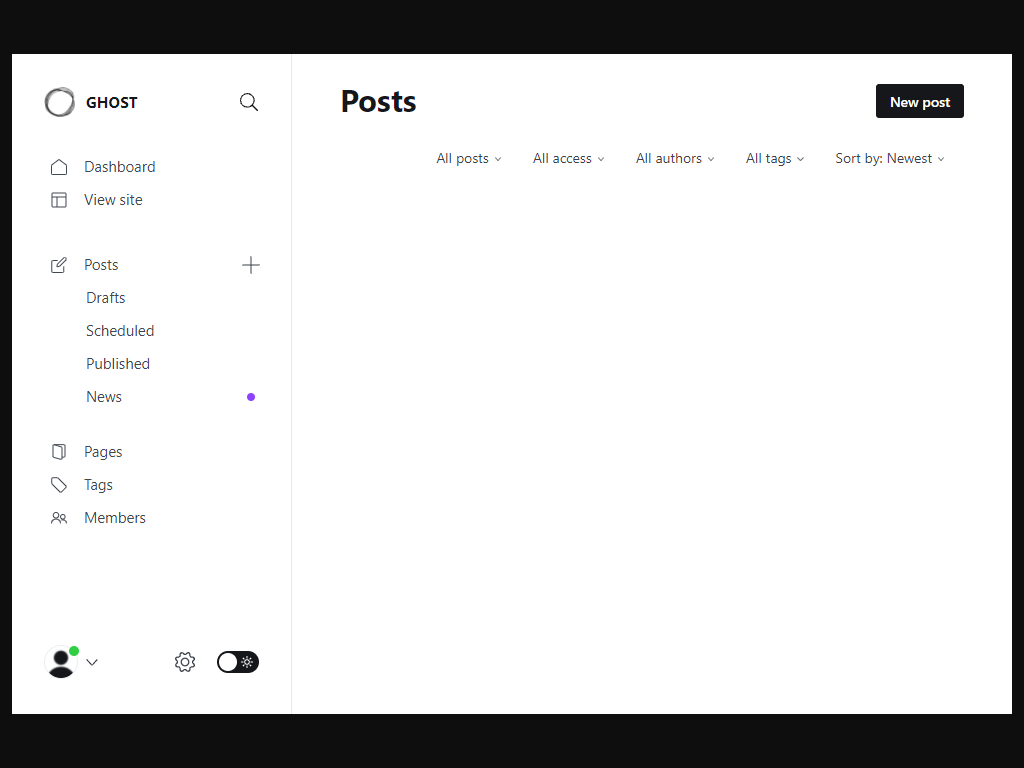 GHOST
Dashboard
View site
Posts
Drafts
Scheduled
Published
News
Pages
Tags
Members
Posts
New post
All posts All access All authors All tags Sort by: Newest